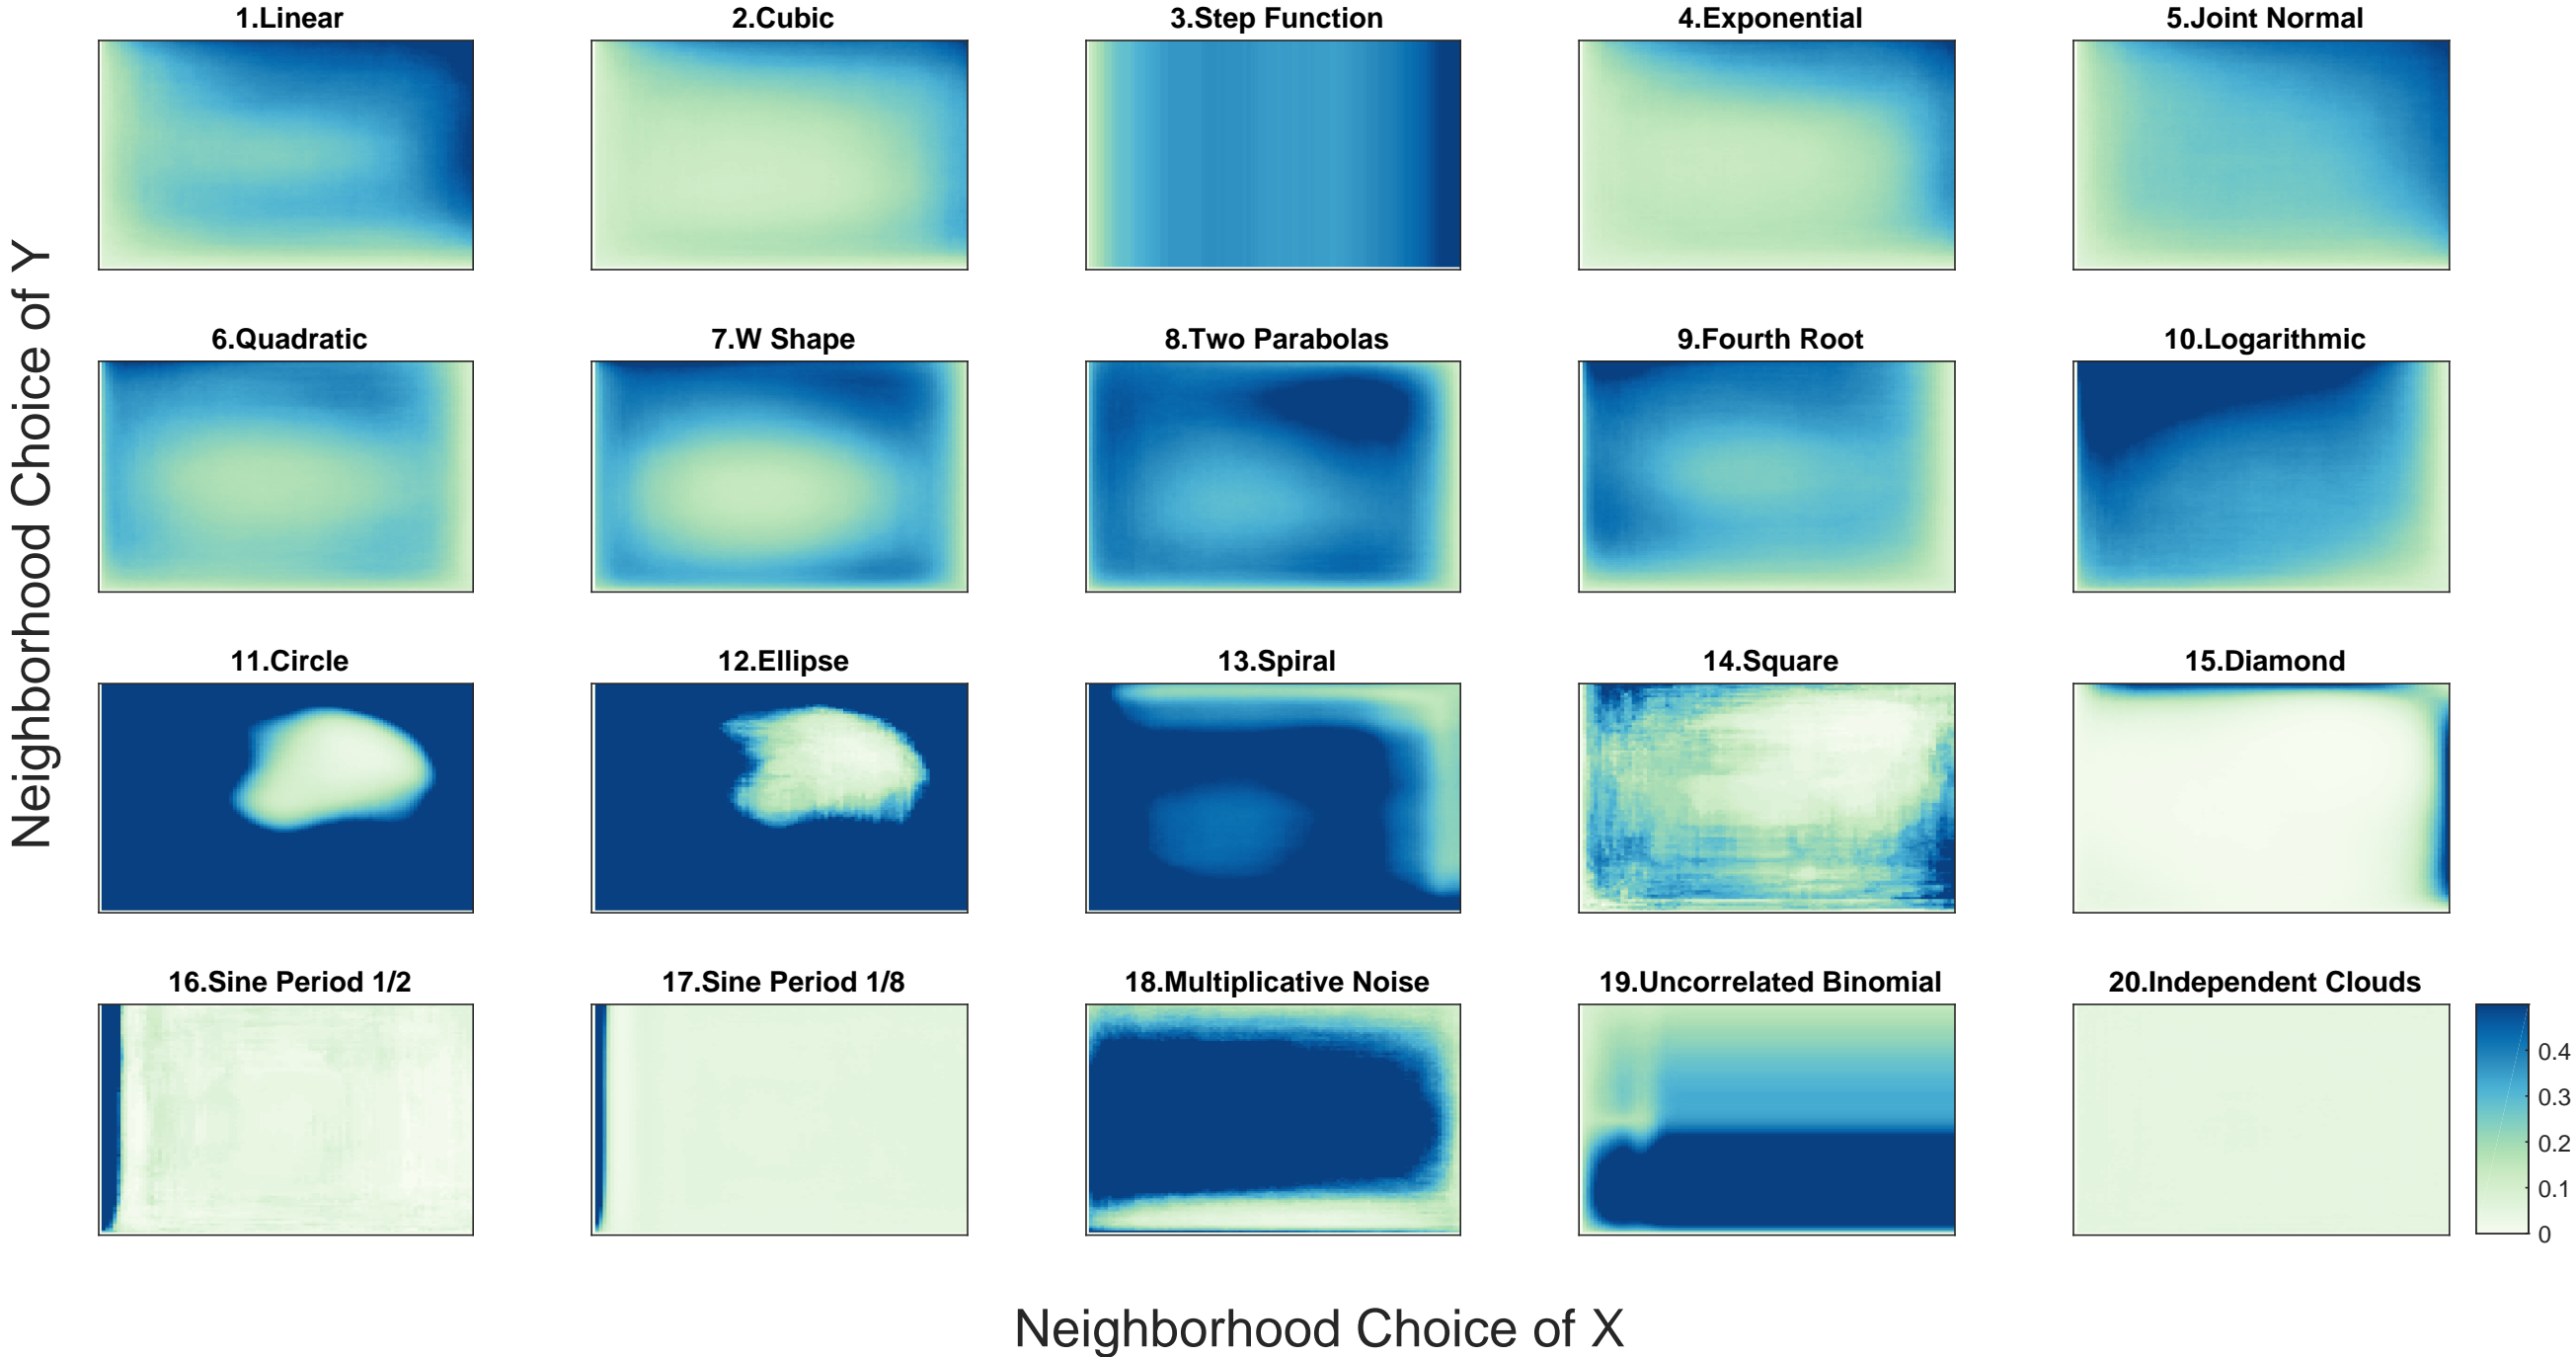 1.Linear
2.Cubic
3.Step Function
4.Exponential
5.Joint Normal
6.Quadratic
7.W Shape
8.Two Parabolas
9.Fourth Root
10.Logarithmic
11.Circle
12.Ellipse
13.Spiral
14.Square
15.Diamond
16.Sine Period 1/2
17.Sine Period 1/8
18.Multiplicative Noise
19.Uncorrelated Binomial
20.Independent Clouds
0.4
0.3
0.2
0.1
0
Neighborhood Choice of Y
Neighborhood Choice of X